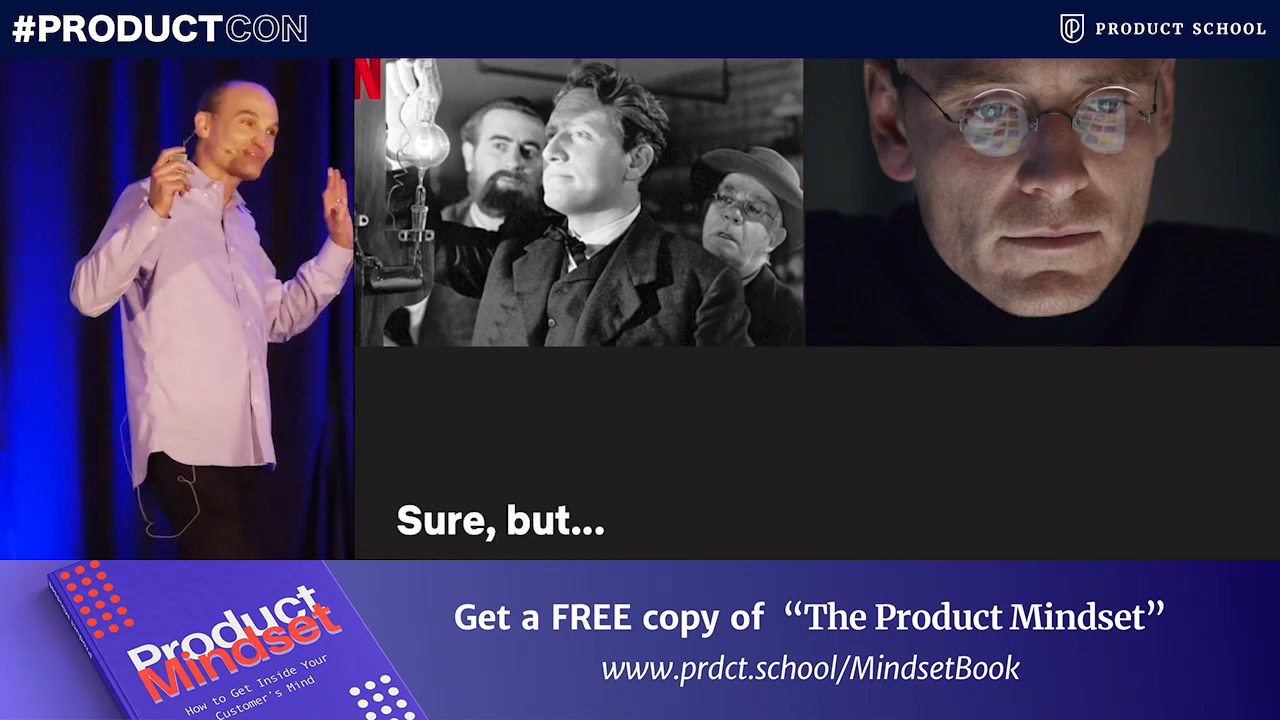 #PRODUCTCON
PRODUCT SCHOOL
N
Sure, but...
Product
Mindset
How to Get Inside Your
Customer's Mind
Get a FREE copy of “The Product Mindset”
www.prdct.school/MindsetBook